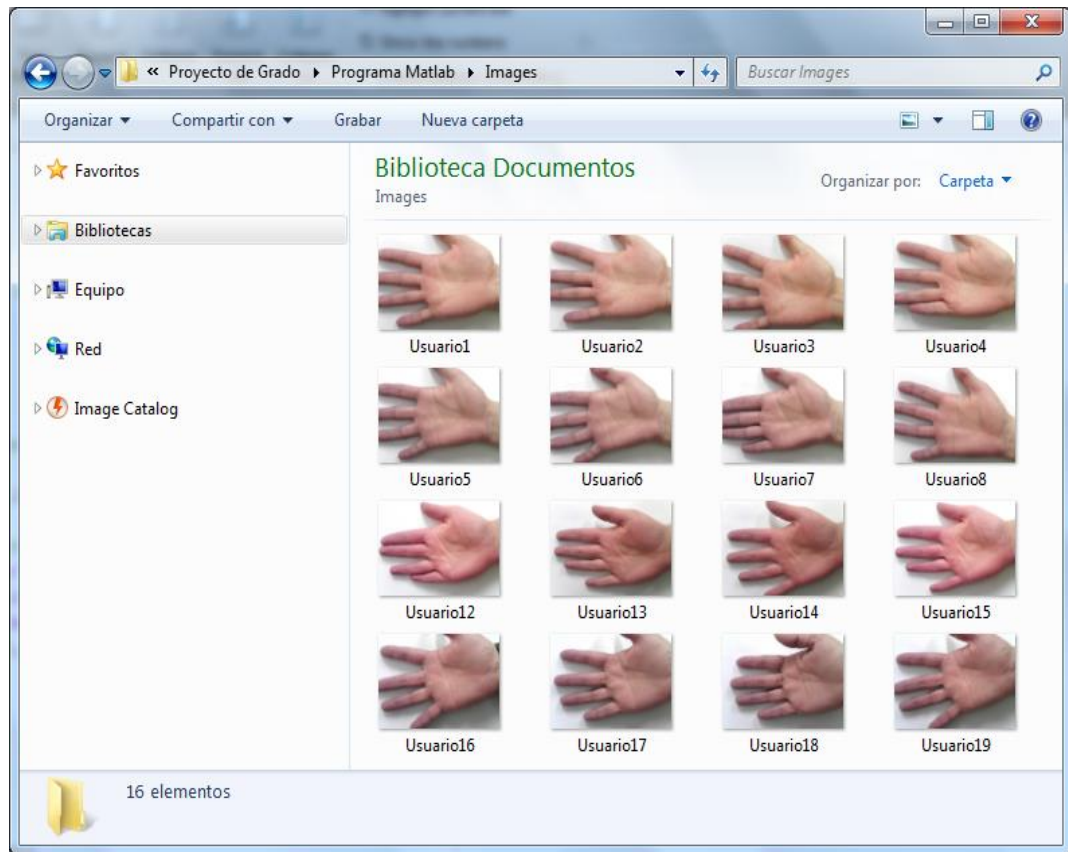 « Proyecto de Grado Programa Matlab Images Buscar Images
Organizar Compartir con Grabar Nueva carpeta
Favoritos
Bibliotecas
Equipo
Red
Image Catalog
Biblioteca Documentos
Images
Organizar por: Carpeta
Usuario1 Usuario2 Usuario3 Usuario4
Usuario5 Usuario6 Usuario7 Usuario8
Usuario12 Usuario13 Usuario14 Usuario15
Usuario16 Usuario17 Usuario18 Usuario19
16 elementos